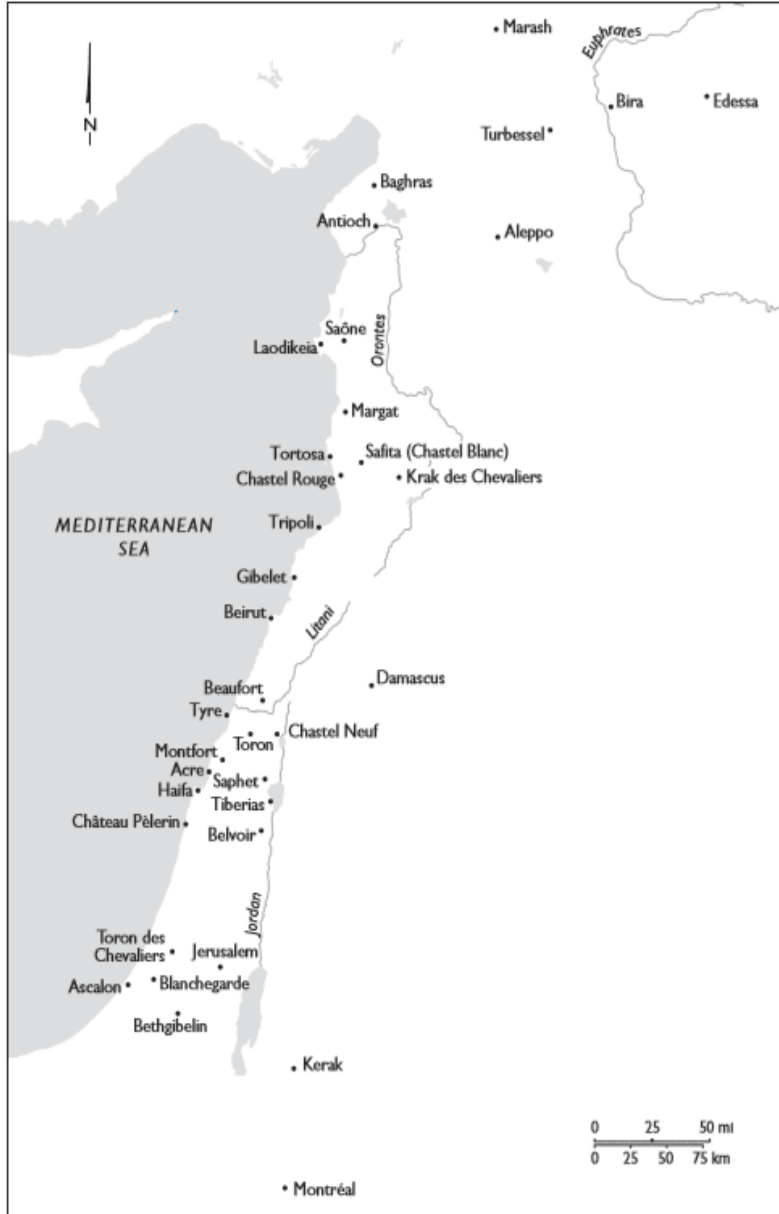 Marash
Euphrates
N
Bira
Edessa
Turbessel
Baghras
Antioch
Aleppo
Saône
Laodikeia
Orontes
Margat
Tortosa
Safita (Chastel Blanc)
Chastel Rouge
Krak des Chevaliers
MEDITERRANEAN
SEA
Tripoli
Gibelet
Beirut
Litani
Damascus
Beaufort
Tyre
Toron
Chastel Neuf
Montfort
Acre
Saphet
Haifa
Tiberias
Château Pèlerin
Belvoir
Jordan
Toron des
Chevaliers
Jerusalem
Ascalon
Blanchegarde
Bethgibelin
Kerak
0 25 50 mi
0 25 50 75 km
Montréal